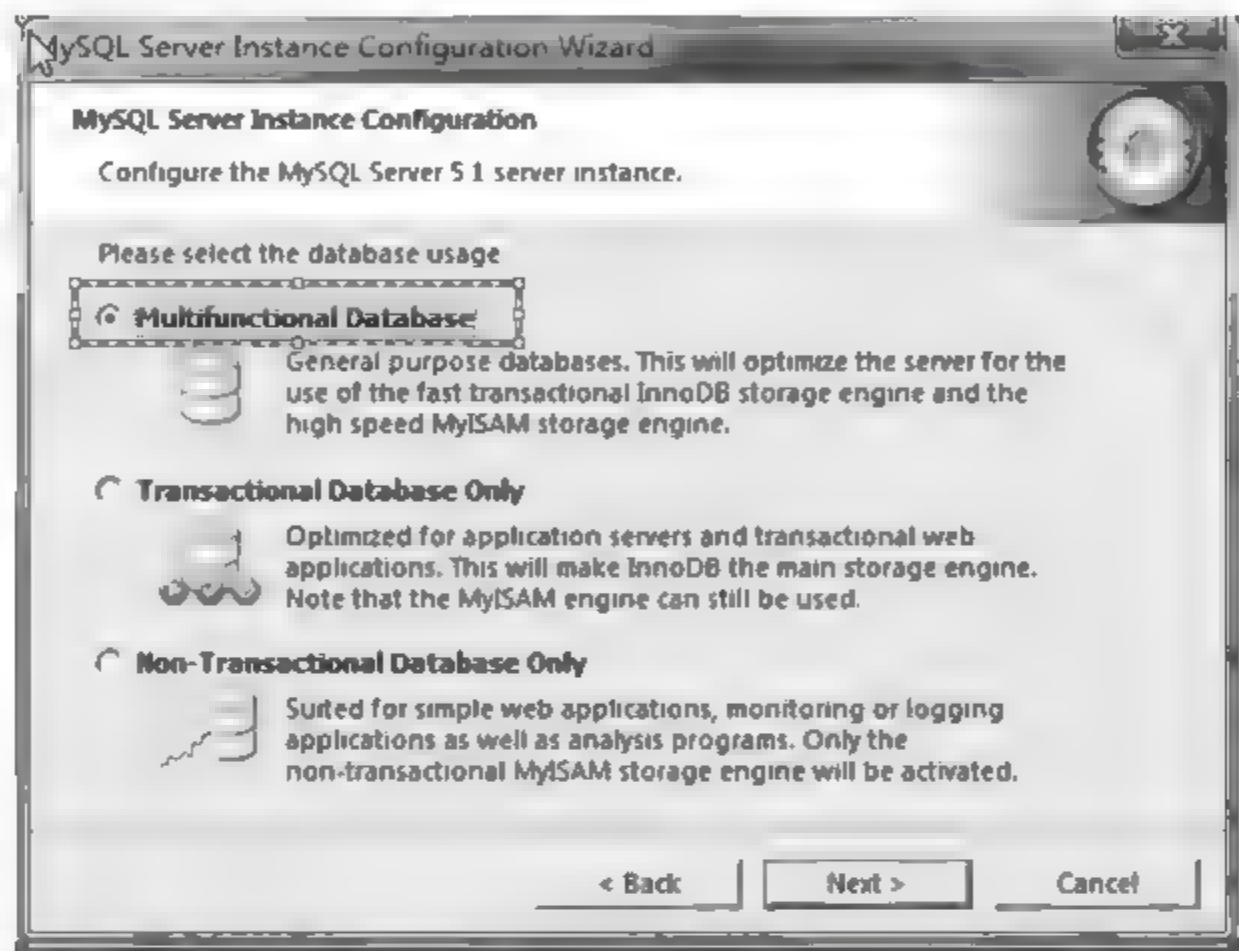 MySQL Server Instance Configuration Wizard
MySQL Server Instance Configuration
Configure the MySQL Server 5 1 server instance.
Please select the database usage
Multifunctional Database
General purpose databases. This will optimize the server for the
use of the fast transactional InnoDB storage engine and the
high speed MyISAM storage engine.
Transactional Database Only
Optimized for application servers and transactional web
applications. This will make InnoDB the main storage engine.
Note that the MyISAM engine can still be used.
Non-Transactional Database Only
Suited for simple web applications, monitoring or logging
applications as well as analysis programs. Only the
non-transactional MyISAM storage engine will be activated.
< Back
Next >
Cancel